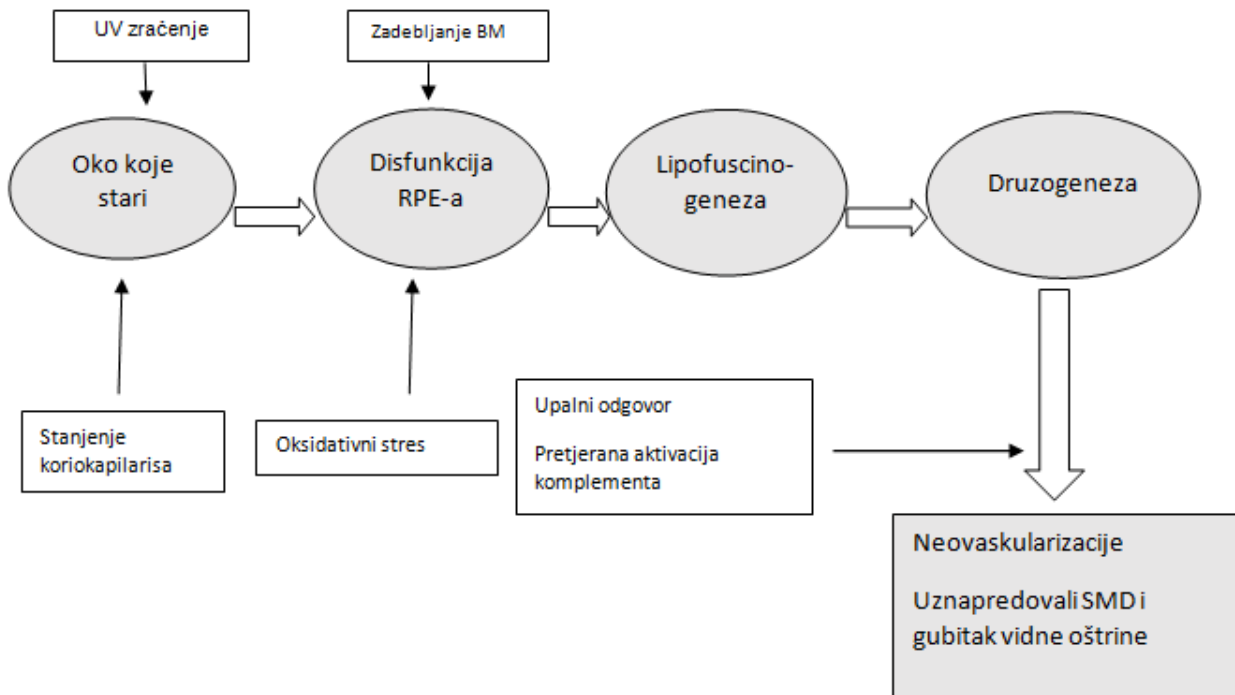 UV zračenje
Zadebljanje BM
Oko koje
stari
Disfunkcija
RPE-a
Lipofuscino-
geneza
Druzogeneza
Stanjenje
koriokapilarisa
Oksidativni stres
Upalni odgovor
Pretjerana aktivacija
komplementa
Neovaskularizacije
Uznapredovali SMD i
gubitak vidne oštrine